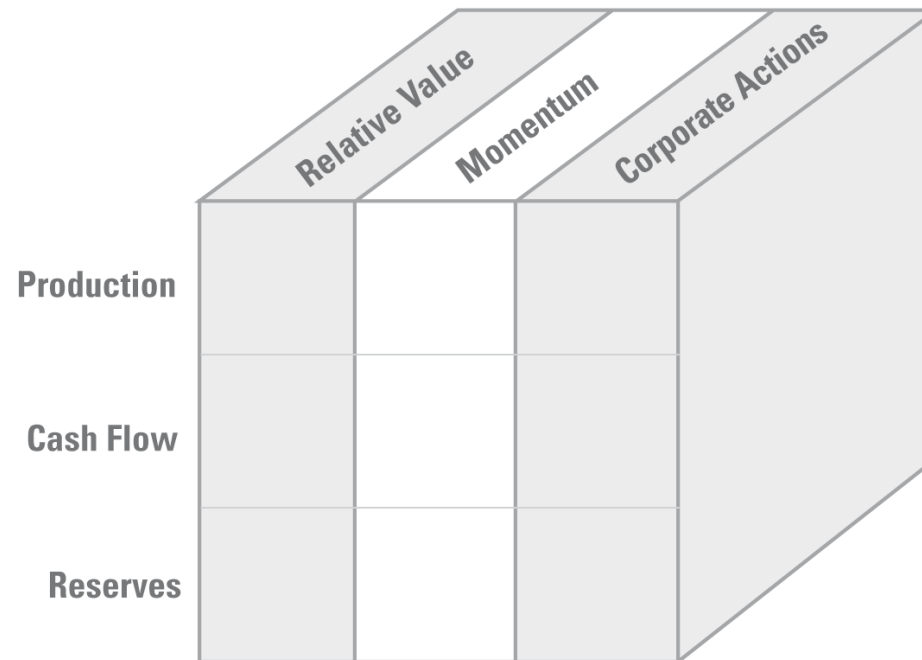 Relative Value
Momentum
Corporate Actions
Production
Cash Flow
Reserves